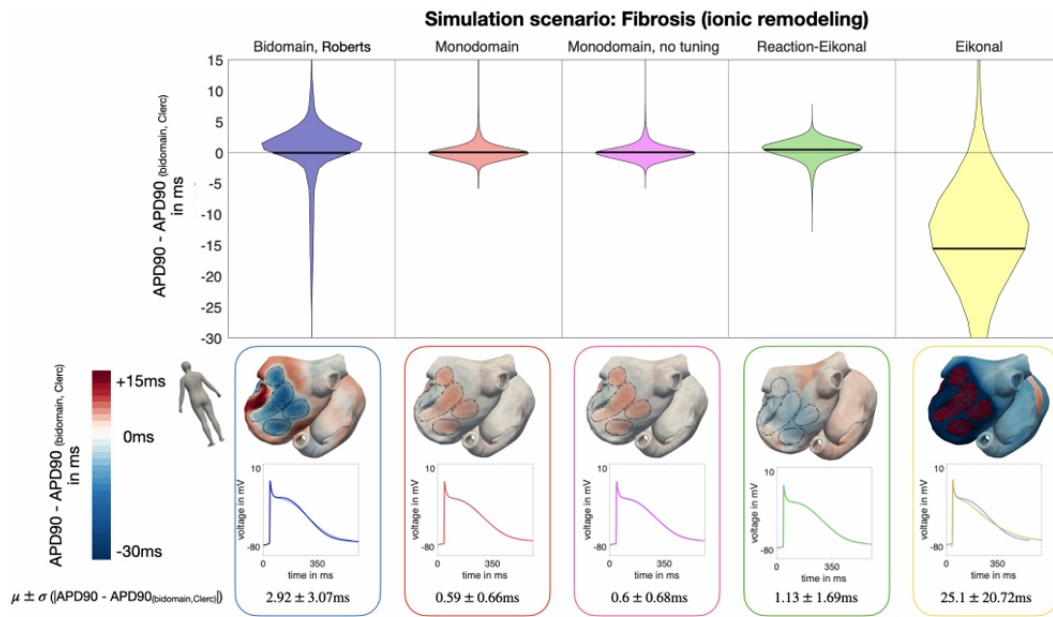 Simulation scenario: Fibrosis (ionic remodeling)
Bidomain, Roberts
Monodomain
Monodomain, no tuning
Reaction-Eikonal
Eikonal
APD90 - APD90 (bidomain, Clerc)
in ms
15
10
5
0
-5
-10
-15
-20
-25
-30
APD90 - APD90 (bidomain, Clerc)
in ms
+15ms
0ms
-30ms
voltage in mV
10
-80
0
350
time in ms
voltage in mV
10
-80
0
350
time in ms
voltage in mV
10
-80
0
350
time in ms
voltage in mV
10
-80
0
350
time in ms
voltage in mV
10
-80
0
350
time in ms
μ ± σ (|APD90 - APD90(bidomain,Clerc)|)
2.92 ± 3.07ms
0.59 ± 0.66ms
0.6 ± 0.68ms
1.13 ± 1.69ms
25.1 ± 20.72ms